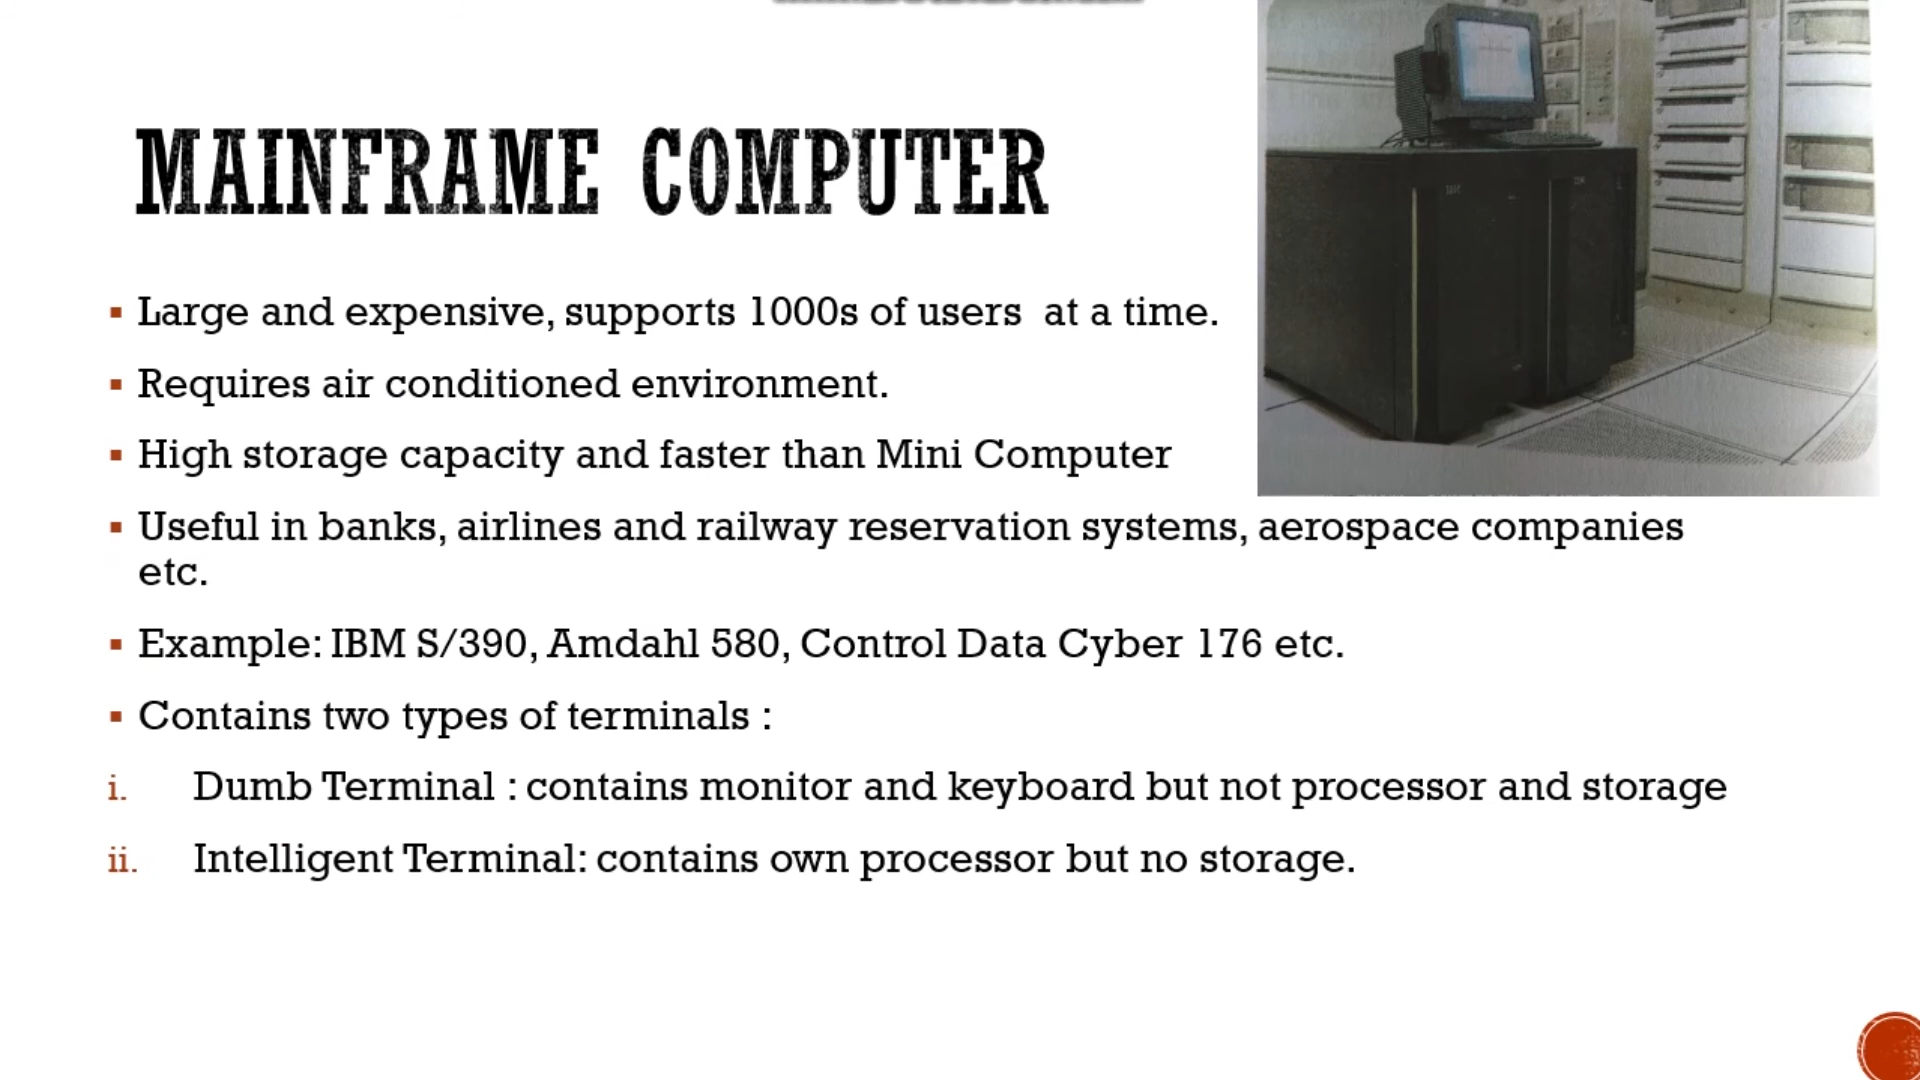 MAINFRAME COMPUTER
▪ Large and expensive, supports 1000s of users at a time.
▪ Requires air conditioned environment.
▪ High storage capacity and faster than Mini Computer
▪ Useful in banks, airlines and railway reservation systems, aerospace companies
etc.
▪ Example: IBM S/390, Amdahl 580, Control Data Cyber 176 etc.
▪ Contains two types of terminals :
i. Dumb Terminal : contains monitor and keyboard but not processor and storage
ii. Intelligent Terminal: contains own processor but no storage.